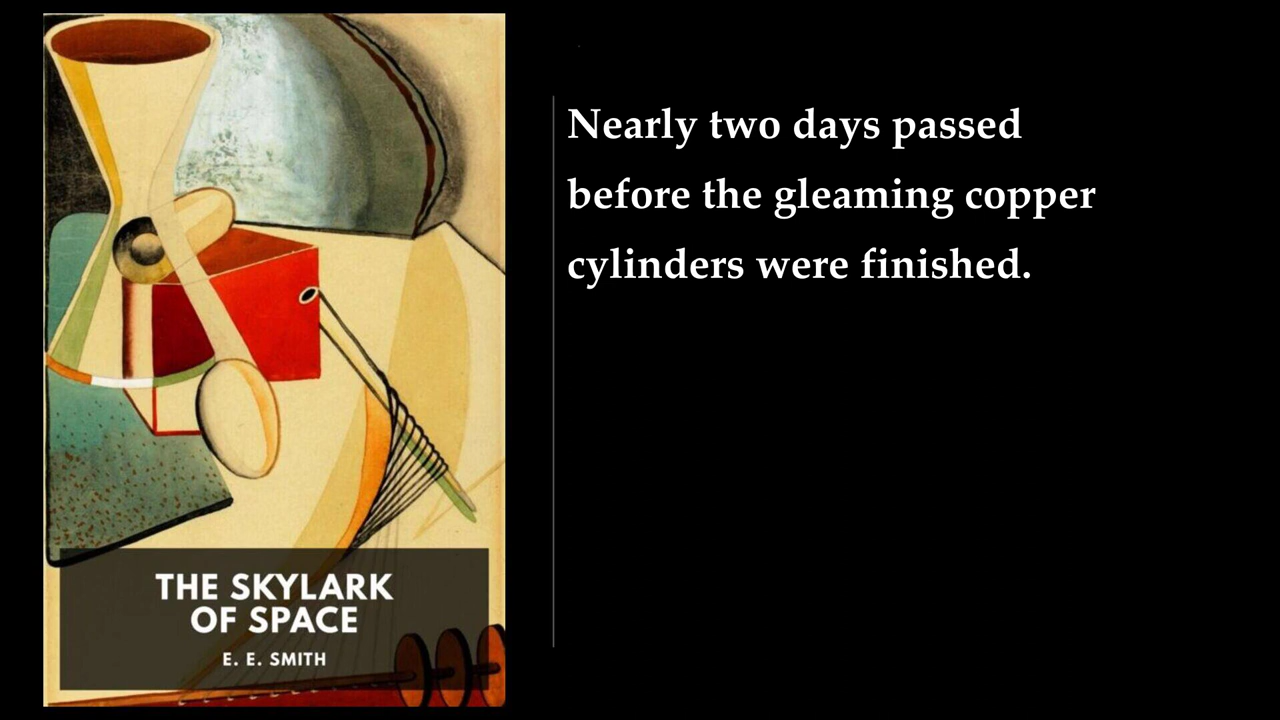 THE SKYLARK
OF SPACE
E. E. SMITH
Nearly two days passed
before the gleaming copper
cylinders were finished.